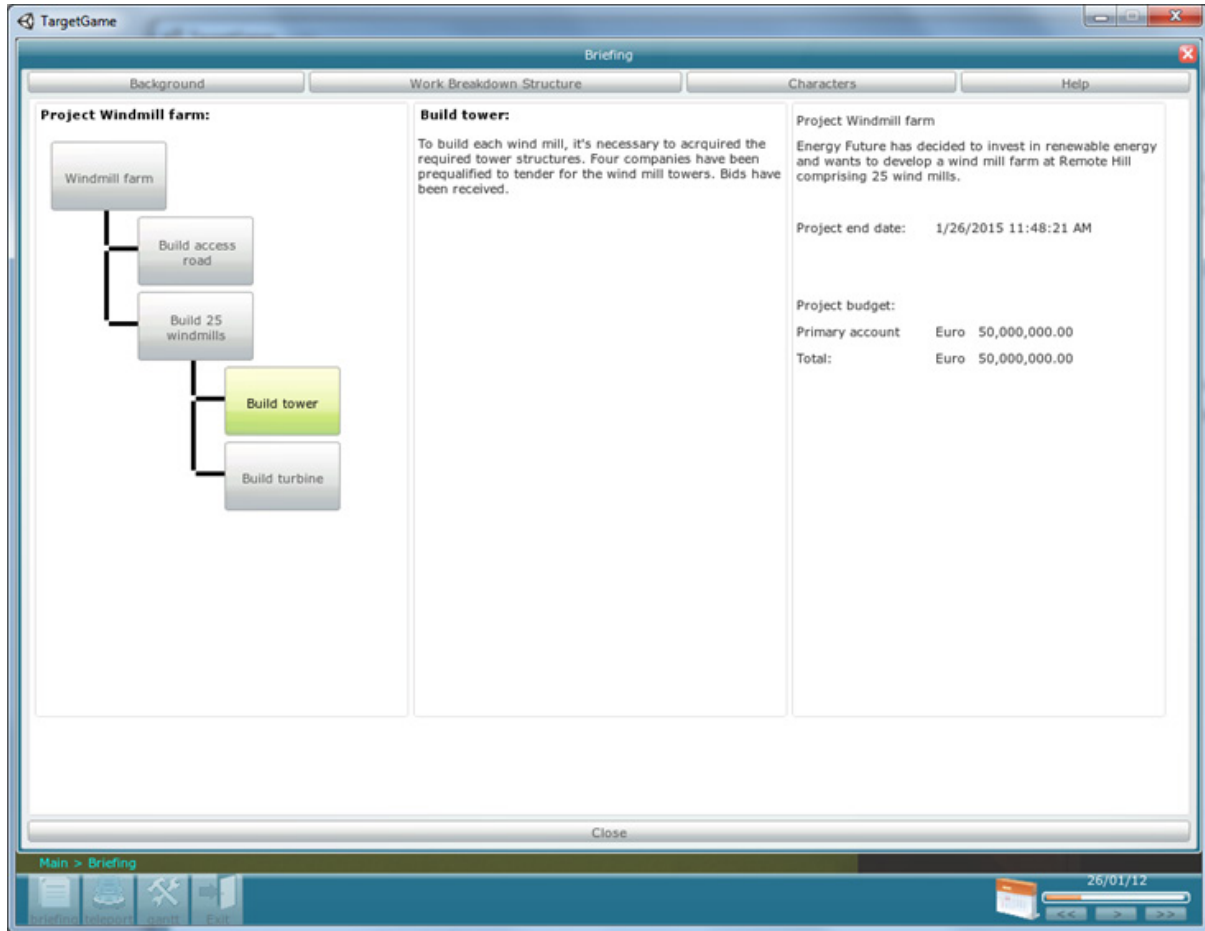 TargetGame
Briefing
Background
Work Breakdown Structure
Characters
Help
Project Windmill farm:
Windmill farm
Build access
road
Build 25
windmills
Build tower
Build turbine
Build tower:
To build each wind mill, it's necessary to acrquired the
required tower structures. Four companies have been
prequalified to tender for the wind mill towers. Bids have
been received.
Project Windmill farm
Energy Future has decided to invest in renewable energy
and wants to develop a wind mill farm at Remote Hill
comprising 25 wind mills.
Project end date: 1/26/2015 11:48:21 AM
Project budget:
Primary account Euro 50,000,000.00
Total: Euro 50,000,000.00
Close
Main > Briefing
briefing teleport gantt Exit
26/01/12
<< > >>